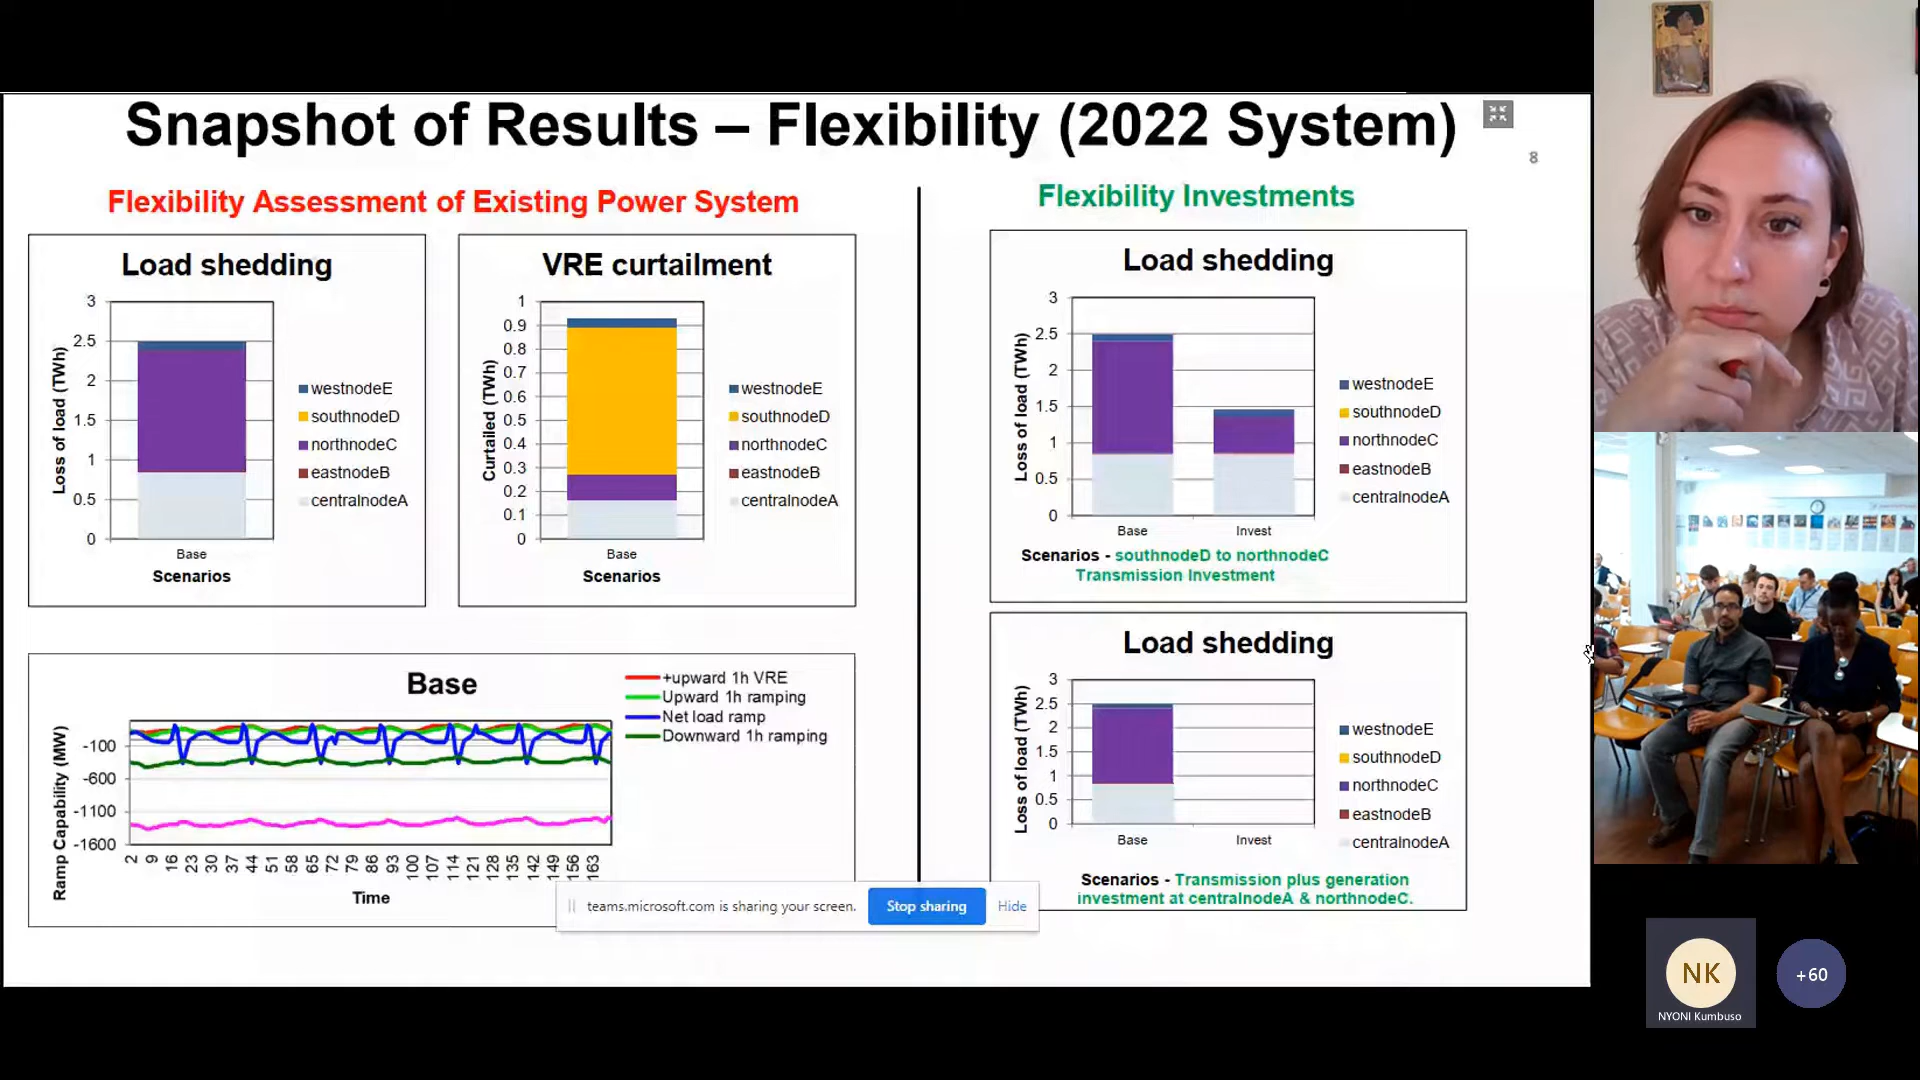 Snapshot of Results – Flexibility (2022 System)
8
Flexibility Assessment of Existing Power System
Flexibility Investments
Load shedding
Loss of load (TWh)
3
2.5
2
1.5
1
0.5
0
Base
Scenarios
westnodeE
southnodeD
northnodeC
eastnodeB
centralnodeA
VRE curtailment
Curtailed (TWh)
1
0.9
0.8
0.7
0.6
0.5
0.4
0.3
0.2
0.1
0
Base
Scenarios
westnodeE
southnodeD
northnodeC
eastnodeB
centralnodeA
Base
+upward 1h VRE
Upward 1h ramping
Net load ramp
Downward 1h ramping
Ramp Capability (MW)
-100
-600
-1100
-1600
2 9 16 23 30 37 44 51 58 65 72 79 86 93 100 107 114 121 128 135 142 149 156 163
Time
Load shedding
Loss of load (TWh)
3
2.5
2
1.5
1
0.5
0
Base Invest
Scenarios - southnodeD to northnodeC
Transmission Investment
westnodeE
southnodeD
northnodeC
eastnodeB
centralnodeA
Load shedding
Loss of load (TWh)
3
2.5
2
1.5
1
0.5
0
Base Invest
Scenarios - Transmission plus generation
investment at centralnodeA & northnodeC.
westnodeE
southnodeD
northnodeC
eastnodeB
centralnodeA
teams.microsoft.com is sharing your screen.
Stop sharing
Hide
NK
NYONI Kumbuso
+60